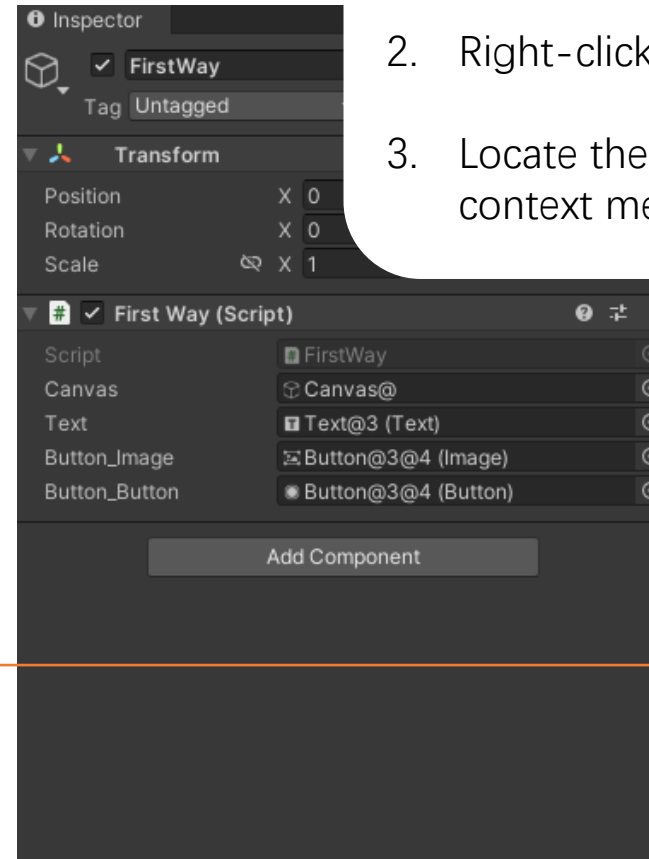 Inspector
FirstWay
Tag Untagged
Transform
Position X 0
Rotation X 0
Scale X 1
2. Right-click
3. Locate the
context me
First Way (Script)
Script FirstWay
Canvas Canvas@
Text Text@3 (Text)
Button_Image Button@3@4 (Image)
Button_Button Button@3@4 (Button)
Add Component